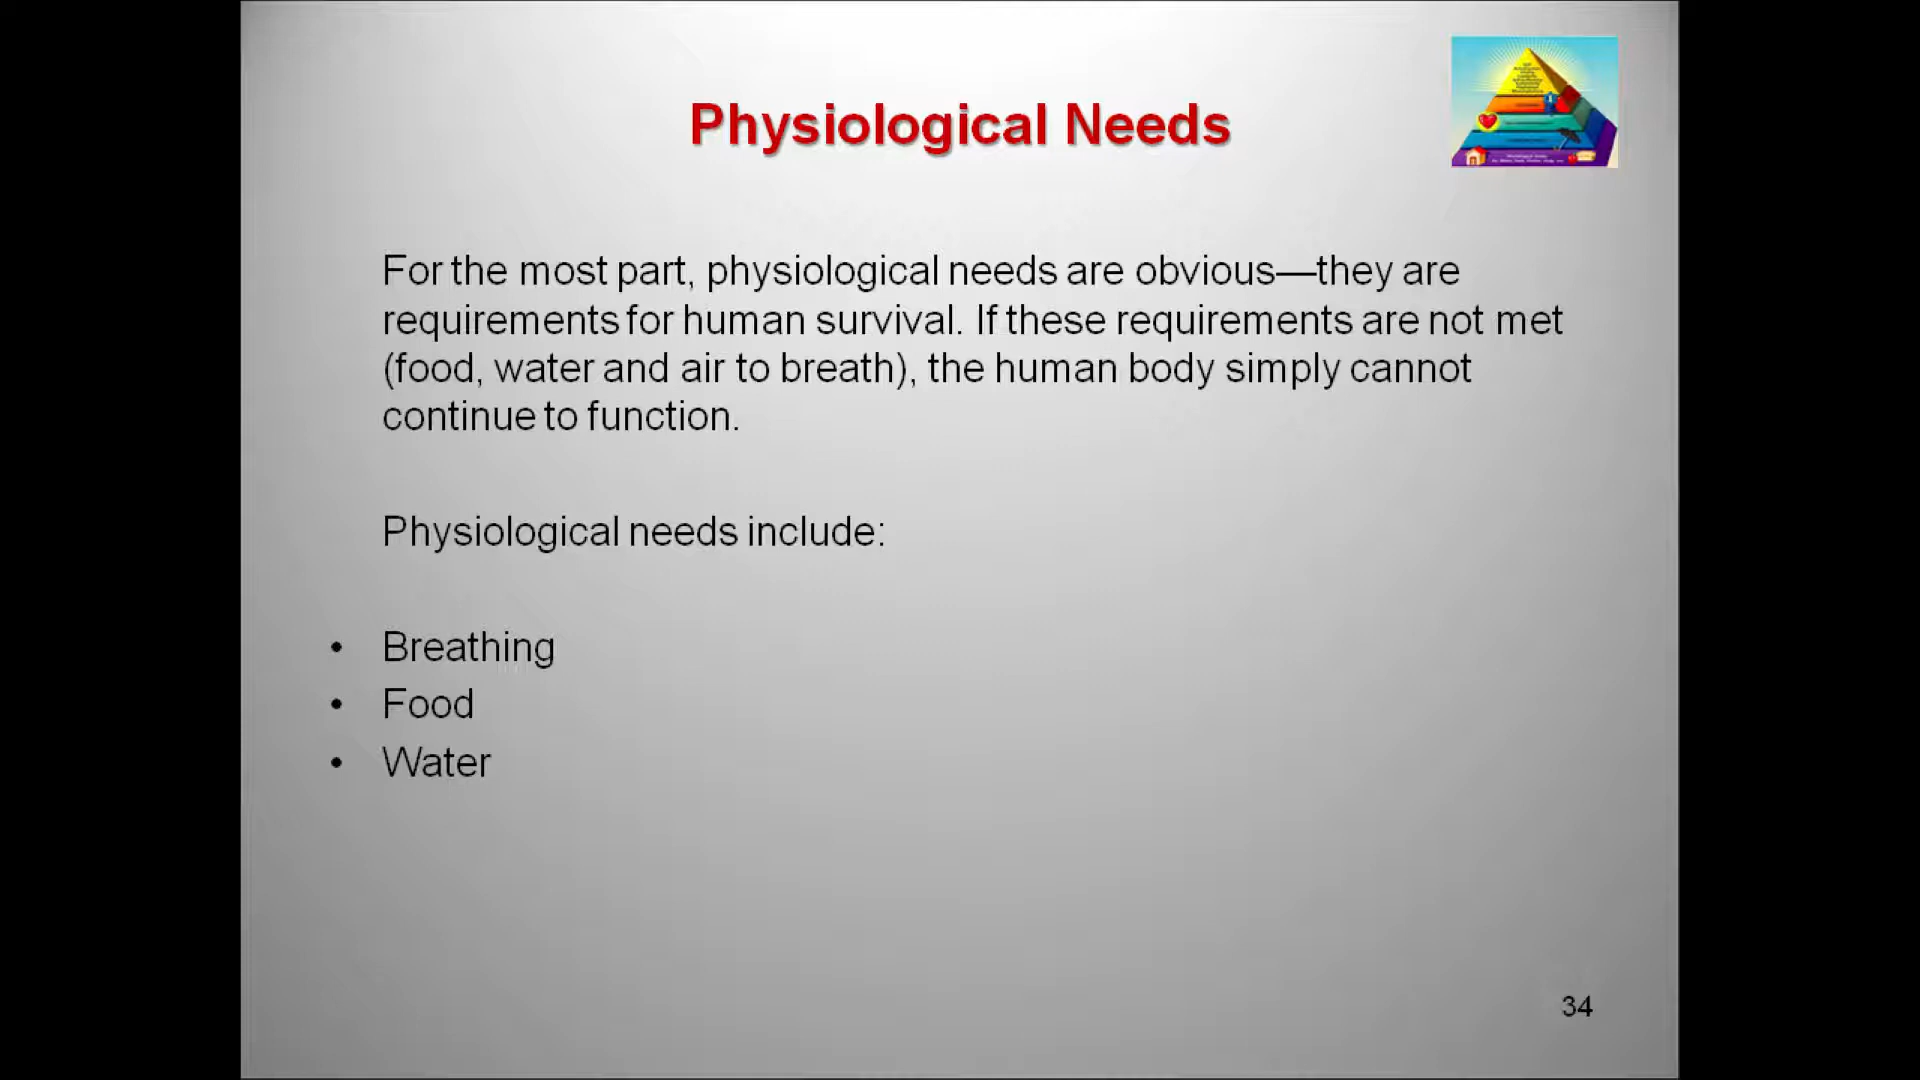 Physiological Needs
For the most part, physiological needs are obvious—they are
requirements for human survival. If these requirements are not met
(food, water and air to breath), the human body simply cannot
continue to function.
Physiological needs include:
• Breathing
• Food
• Water
34